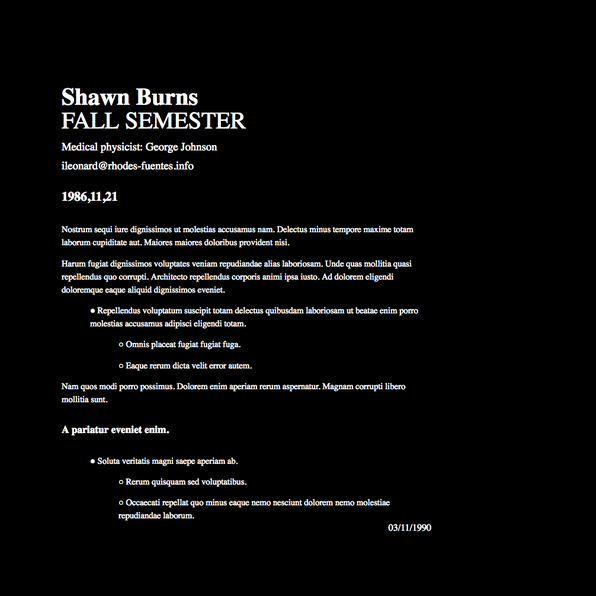 Shawn Burns
FALL SEMESTER
Medical physicist: George Johnson
ileonard@rhodes-fuentes.info
1986,11,21
Nostrum sequi iure dignissimos ut molestias accusamus nam. Delectus minus tempore maxime totam
laborum cupiditate aut. Maiores maiores doloribus provident nisi.
Harum fugiat dignissimos voluptates veniam repudiandae alias laboriosam. Unde quas mollitia quasi
repellendus quo corrupti. Architecto repellendus corporis animi ipsa iusto. Ad dolorem eligendi
doloremque eaque aliquid dignissimos eveniet.
● Repellendus voluptatum suscipit totam delectus quibusdam laboriosam ut beatae enim porro
molestias accusamus adipisci eligendi totam.
○ Omnis placeat fugiat fugiat fuga.
○ Eaque rerum dicta velit error autem.
Nam quos modi porro possimus. Dolorem enim aperiam rerum aspernatur. Magnam corrupti libero
mollitia sunt.
A pariatur eveniet enim.
● Soluta veritatis magni saepe aperiam ab.
○ Rerum quisquam sed voluptatibus.
○ Occaecati repellat quo minus eaque nemo nesciunt dolorem nemo molestiae
repudiandae laborum.
03/11/1990